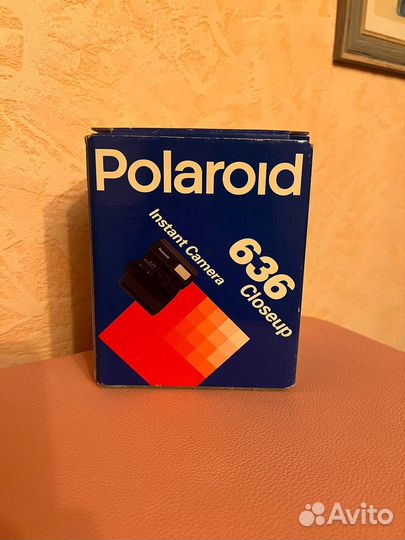 Polaroid
Instant Camera
636
Closeup
Avito